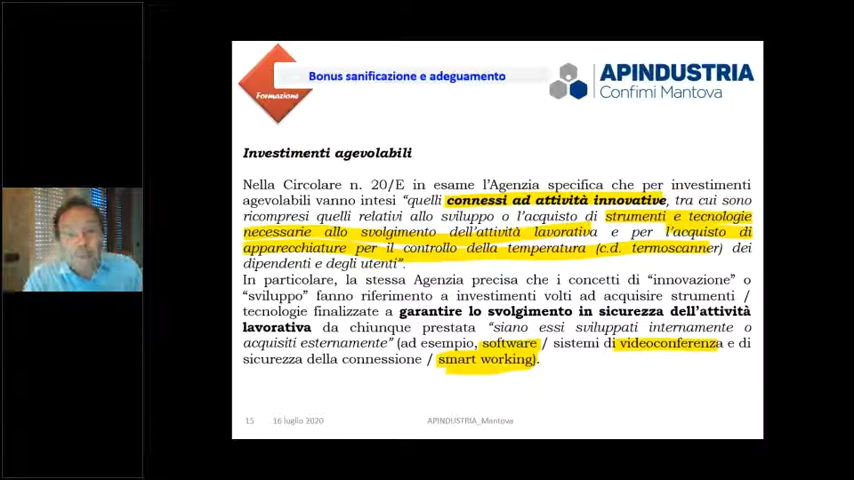 Bonus sanificazione e adeguamento
Formazione
APINDUSTRIA
Confimi Mantova
Investimenti agevolabili
Nella Circolare n. 20/E in esame l'Agenzia specifica che per investimenti
agevolabili vanno intesi "quelli connessi ad attività innovative, tra cui sono
ricompresi quelli relativi allo sviluppo o l'acquisto di strumenti e tecnologie
necessarie allo svolgimento dell'attività lavorativa e per l'acquisto di
apparecchiature per il controllo della temperatura (c.d. termoscanner) dei
dipendenti e degli utenti".
In particolare, la stessa Agenzia precisa che i concetti di "innovazione" o
"sviluppo" fanno riferimento a investimenti volti ad acquisire strumenti /
tecnologie finalizzate a garantire lo svolgimento in sicurezza dell'attività
lavorativa da chiunque prestata "siano essi sviluppati internamente o
acquisiti esternamente" (ad esempio, software / sistemi di videoconferenza e di
sicurezza della connessione / smart working).
15 16 luglio 2020 APINDUSTRIA_Mantova